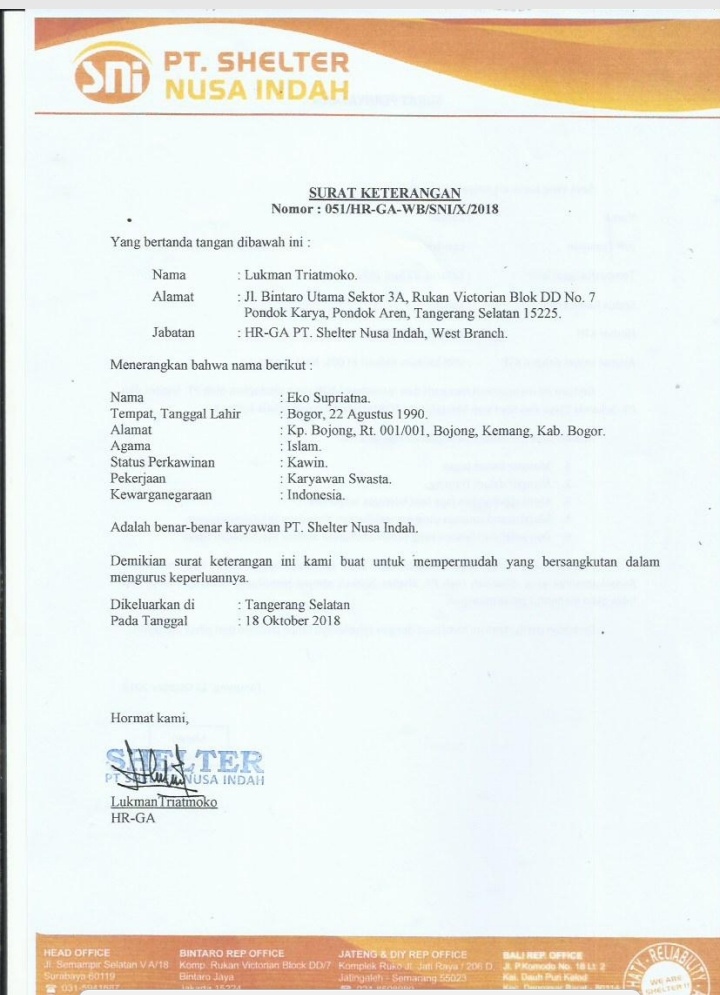 sni PT. SHELTER
NUSA INDAH
SURAT KETERANGAN
Nomor : 051/HR-GA-WB/SNI/X/2018
Yang bertanda tangan dibawah ini :
Nama : Lukman Triatmoko.
Alamat : Jl. Bintaro Utama Sektor 3A, Rukan Victorian Blok DD No. 7
Pondok Karya, Pondok Aren, Tangerang Selatan 15225.
Jabatan : HR-GA PT. Shelter Nusa Indah, West Branch.
Menerangkan bahwa nama berikut :
Nama : Eko Supriatna.
Tempat, Tanggal Lahir : Bogor, 22 Agustus 1990.
Alamat : Kp. Bojong, Rt. 001/001, Bojong, Kemang, Kab. Bogor.
Agama : Islam.
Status Perkawinan : Kawin.
Pekerjaan : Karyawan Swasta.
Kewarganegaraan : Indonesia.
Adalah benar-benar karyawan PT. Shelter Nusa Indah.
Demikian surat keterangan ini kami buat untuk mempermudah yang bersangkutan dalam
mengurus keperluannya.
Dikeluarkan di : Tangerang Selatan
Pada Tanggal : 18 Oktober 2018
Hormat kami,
SHELTER
PT SHELTER NUSA INDAH
Lukman Triatmoko
HR-GA
HEAD OFFICE
Jl. Semampir Selatan V A/18
Surabaya 60119
BINTARO REP OFFICE
Komp. Rukan Victorian Block DD/7
Bintaro Jaya
Jakarta 15224
JATENG & DIY REP OFFICE
Komplek Ruko Jl. Jati Raya / 206 D
Jatingaleh - Semarang 55023
BALI REP. OFFICE
Jl. P.Komodo No. 18 Lt. 2
Kel. Dauh Puri Kelod
RELIABILITY
WE ARE
SHELTER !!